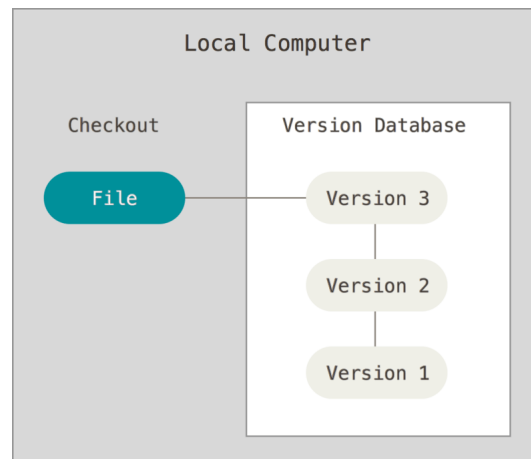 Local Computer
Checkout
Version Database
File
Version 3
Version 2
Version 1